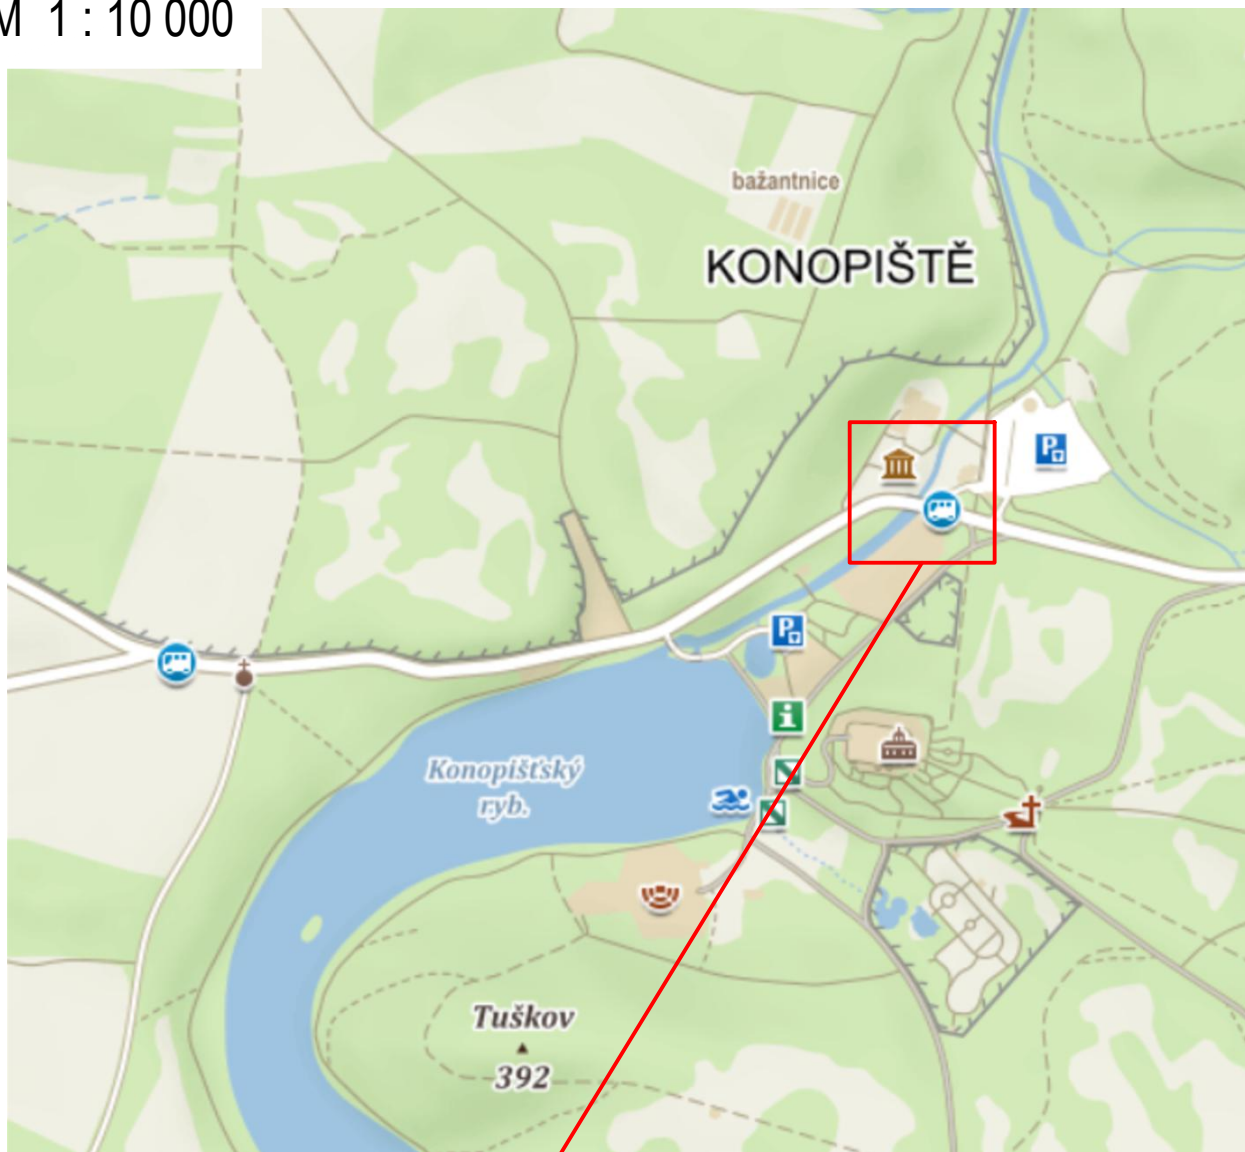 M 1 : 10 000
bažantnice
KONOPIŠTĚ
P
P
i
Konopišťský
ryb.
Tuškov
392